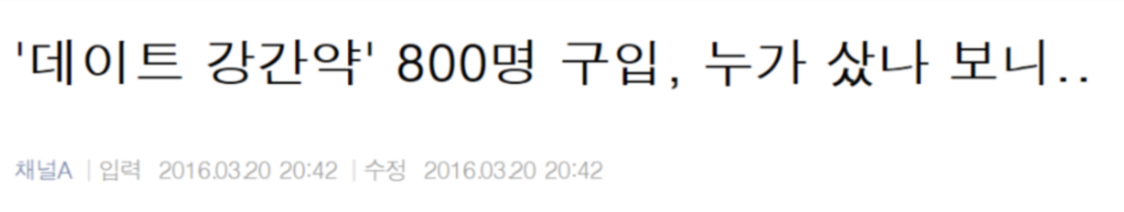 '데이트 강간약' 800명 구입, 누가 샀나 보니..
채널A | 입력 2016.03.20 20:42 | 수정 2016.03.20 20:42